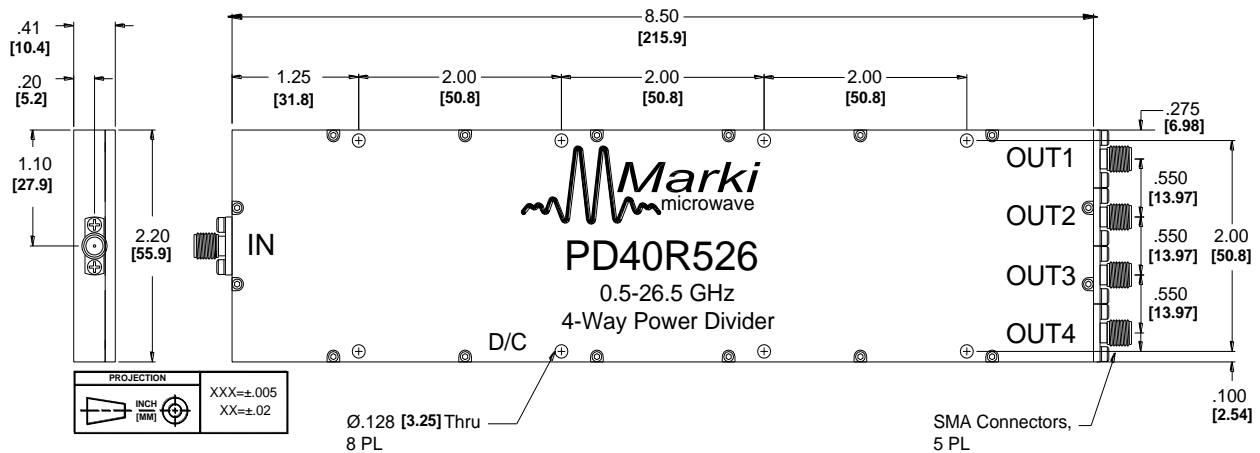 8.50
[215.9]
.41
[10.4]
.20
[5.2]
1.25
[31.8]
2.00
[50.8]
2.00
[50.8]
2.00
[50.8]
.275
[6.98]
1.10
[27.9]
2.20
[55.9]
IN
Marki
microwave
PD40R526
0.5-26.5 GHz
4-Way Power Divider
D/C
OUT1
OUT2
OUT3
OUT4
.550
[13.97]
.550
[13.97]
.550
[13.97]
2.00
[50.8]
.100
[2.54]
PROJECTION
INCH
[MM]
XXX=±.005
XX=±.02
Ø.128 [3.25] Thru
8 PL
SMA Connectors,
5 PL